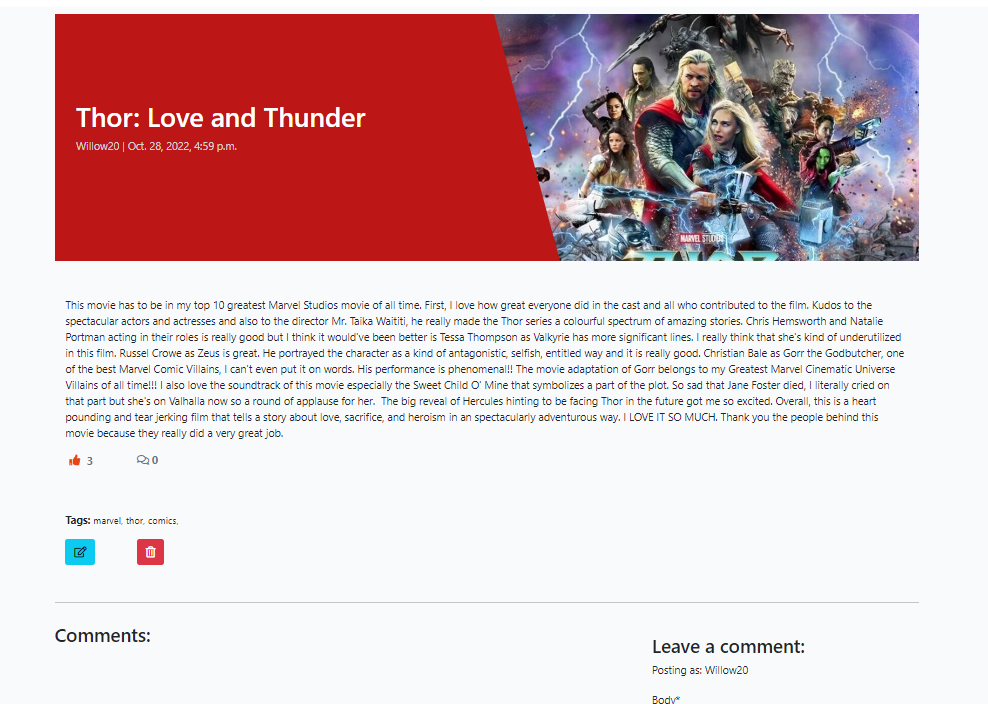 Thor: Love and Thunder
Willow20 | Oct. 28, 2022, 4:59 p.m.
MARVEL STUDIOS
THOR
This movie has to be in my top 10 greatest Marvel Studios movie of all time. First, I love how great everyone did in the cast and all who contributed to the film. Kudos to the
spectacular actors and actresses and also to the director Mr. Taika Waititi, he really made the Thor series a colourful spectrum of amazing stories. Chris Hemsworth and Natalie
Portman acting in their roles is really good but I think it would've been better is Tessa Thompson as Valkyrie has more significant lines. I really think that she's kind of underutilized
in this film. Russel Crowe as Zeus is great. He portrayed the character as a kind of antagonistic, selfish, entitled way and it is really good. Christian Bale as Gorr the Godbutcher, one
of the best Marvel Comic Villains, I can't even put it on words. His performance is phenomenal!! The movie adaptation of Gorr belongs to my Greatest Marvel Cinematic Universe
Villains of all time!!! I also love the soundtrack of this movie especially the Sweet Child O' Mine that symbolizes a part of the plot. So sad that Jane Foster died, I literally cried on
that part but she's on Valhalla now so a round of applause for her.  The big reveal of Hercules hinting to be facing Thor in the future got me so excited. Overall, this is a heart
pounding and tear jerking film that tells a story about love, sacrifice, and heroism in an spectacularly adventurous way. I LOVE IT SO MUCH. Thank you the people behind this
movie because they really did a very great job.
3 0
Tags: marvel, thor, comics,
Comments:
Leave a comment:
Posting as: Willow20
Body*